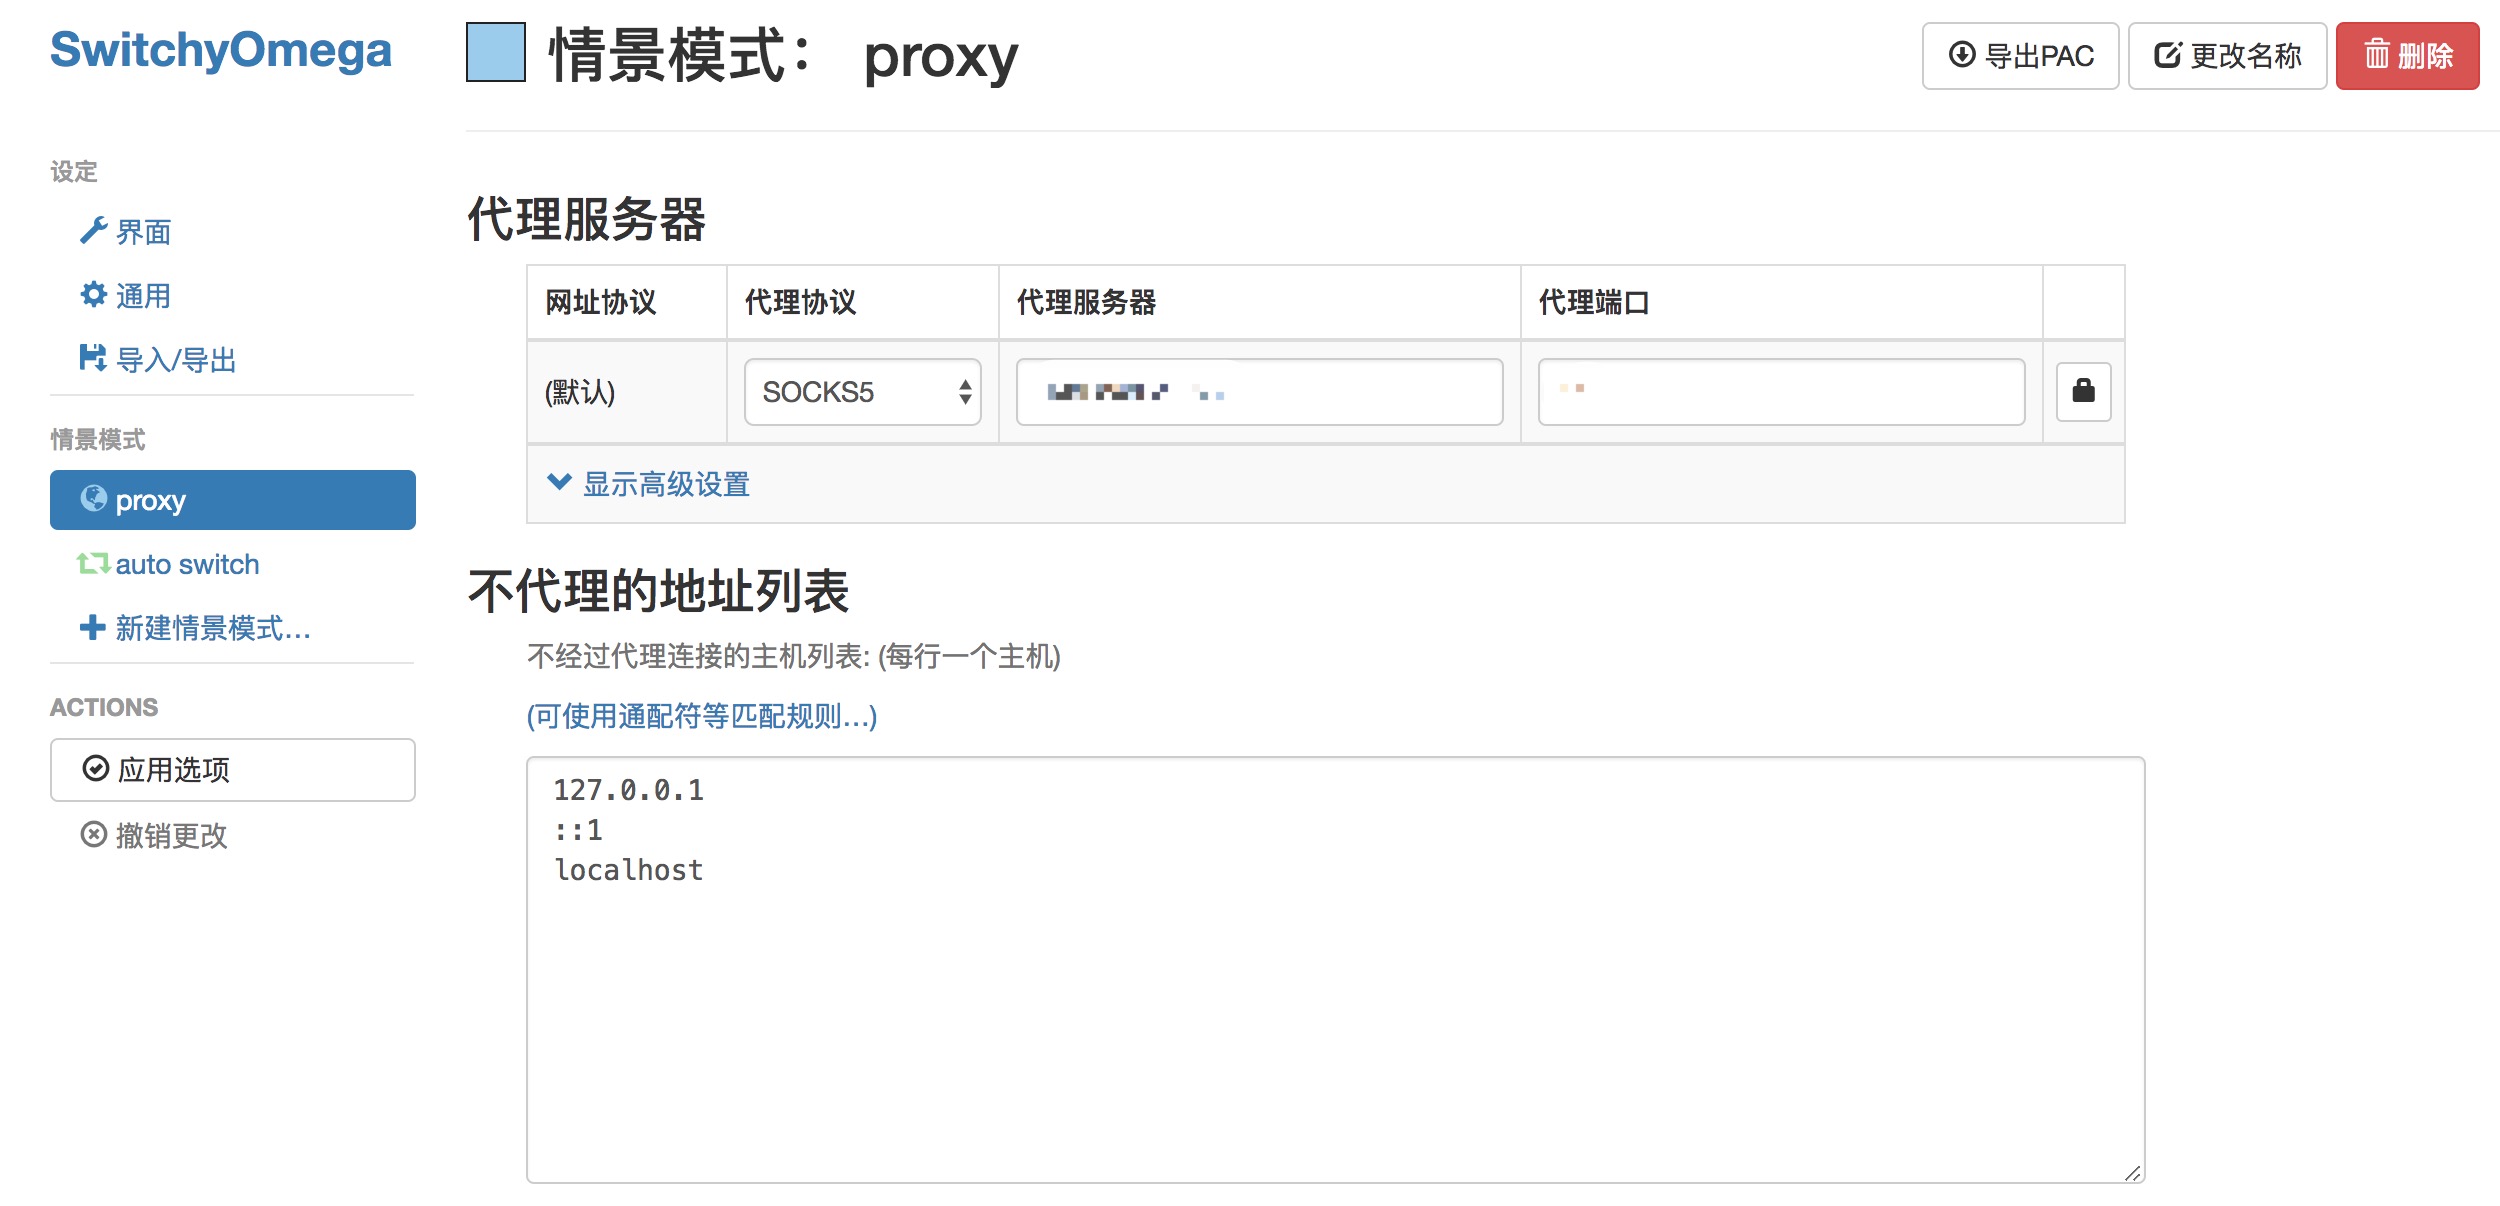 SwitchyOmega
设定
界面
通用
导入/导出
情景模式
proxy
auto switch
新建情景模式...
ACTIONS
应用选项
撤销更改
情景模式： proxy
导出PAC 更改名称 删除
代理服务器
网址协议 代理协议 代理服务器 代理端口
(默认) SOCKS5
显示高级设置
不代理的地址列表
不经过代理连接的主机列表: (每行一个主机)
(可使用通配符等匹配规则...)
127.0.0.1
::1
localhost